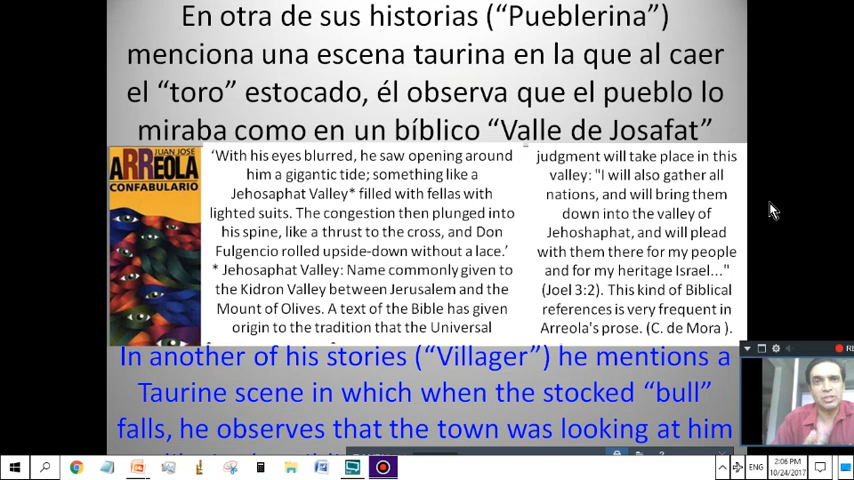 En otra de sus historias (“Pueblerina”)
menciona una escena taurina en la que al caer
el “toro” estocado, él observa que el pueblo lo
miraba como en un bíblico “Valle de Josafat”
JUAN JOSÉ
ARREOLA
CONFABULARIO
‘With his eyes blurred, he saw opening around
him a gigantic tide; something like a
Jehosaphat Valley* filled with fellas with
lighted suits. The congestion then plunged into
his spine, like a thrust to the cross, and Don
Fulgencio rolled upside-down without a lace.’
* Jehosaphat Valley: Name commonly given to
the Kidron Valley between Jerusalem and the
Mount of Olives. A text of the Bible has given
origin to the tradition that the Universal
judgment will take place in this
valley: "I will also gather all
nations, and will bring them
down into the valley of
Jehoshaphat, and will plead
with them there for my people
and for my heritage Israel..."
(Joel 3:2). This kind of Biblical
references is very frequent in
Arreola's prose. (C. de Mora ).
In another of his stories (“Villager”) he mentions a
Taurine scene in which when the stocked “bull”
falls, he observes that the town was looking at him
ENG
2:06 PM
10/24/2017